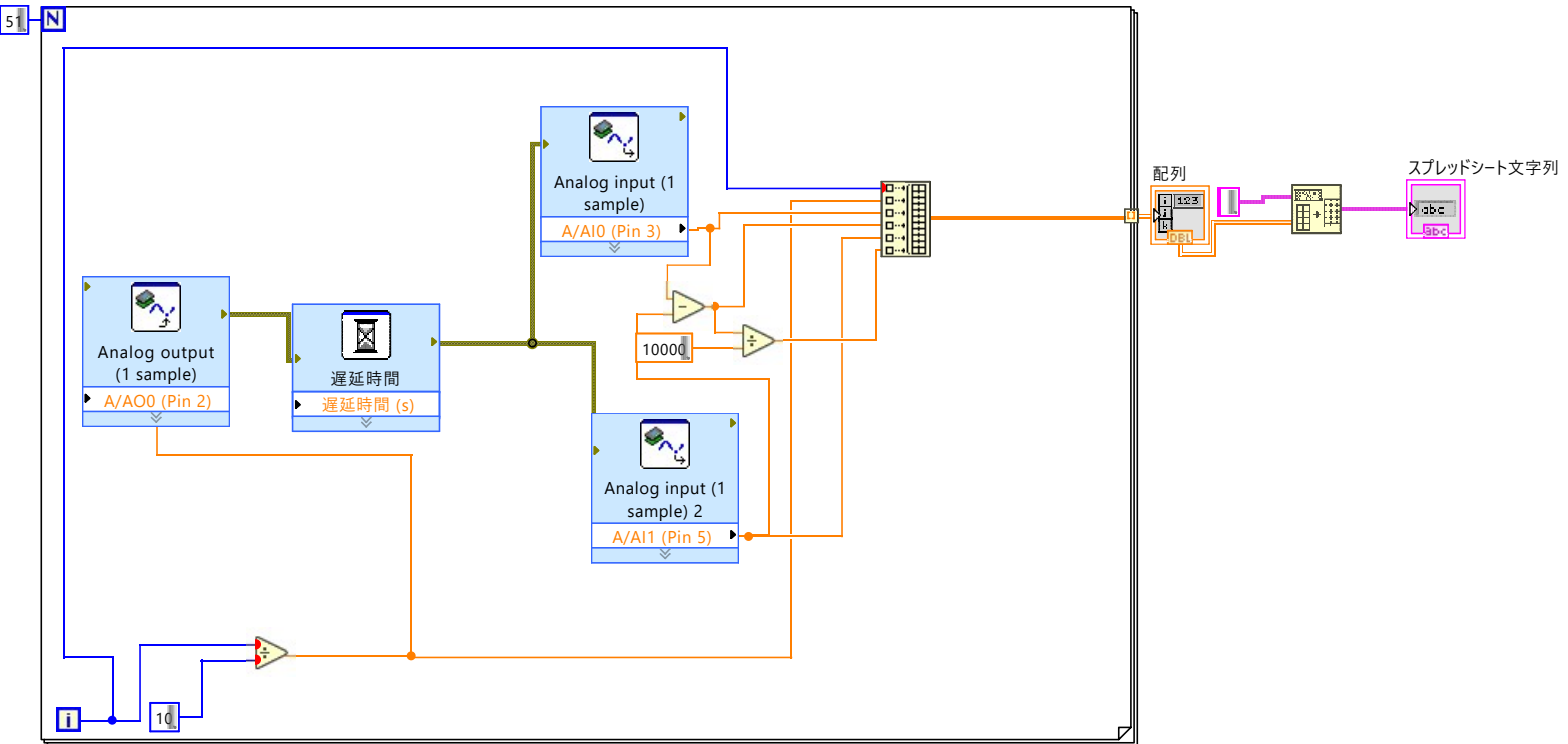 51
N
Analog input (1
sample)
A/AI0 (Pin 3)
配列
i 123
DBL
スプレッドシート文字列
abc
abc
Analog output
(1 sample)
A/AO0 (Pin 2)
遅延時間
遅延時間 (s)
−
10000
÷
Analog input (1
sample) 2
A/AI1 (Pin 5)
÷
i
10